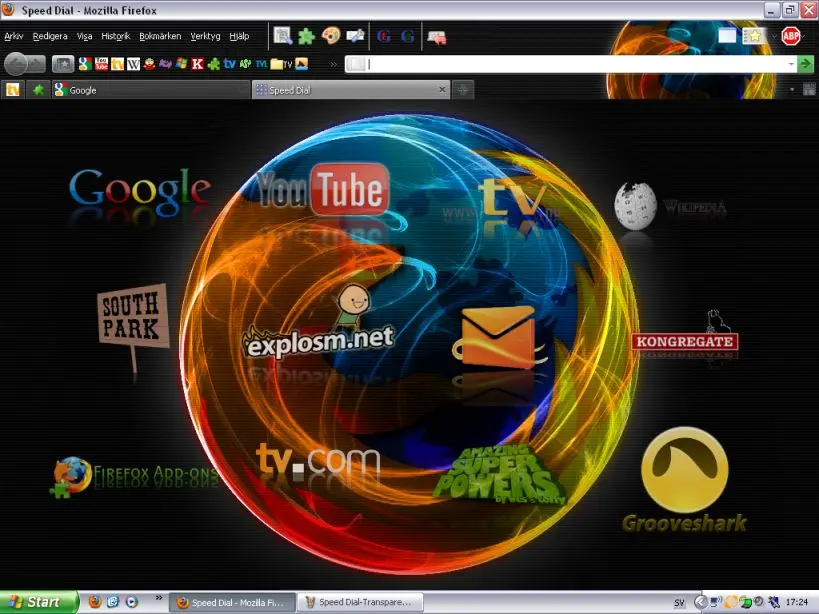 Speed Dial - Mozilla Firefox
Arkiv Redigera Visa Historik Bokmärken Verktyg Hjälp
ABP
Google
Speed Dial
Google
YouTube
tv
WIKIPEDIA
SOUTH
PARK
explosm.net
KONGREGATE
FIREFOX ADD-ONS
tv.com
AMAZING
SUPER
POWERS
Grooveshark
Start
Speed Dial - Mozilla Fi...
Speed Dial-Transpare...
SV
17:24